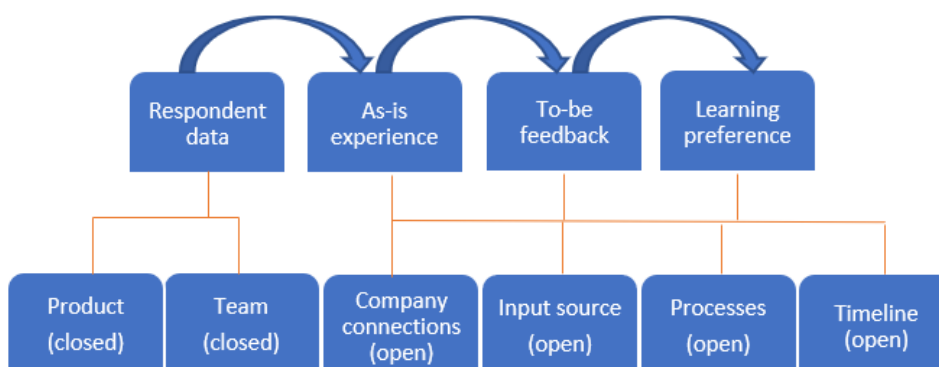 Respondent
data
As-is
experience
To-be
feedback
Learning
preference
Product
(closed)
Team
(closed)
Company
connections
(open)
Input source
(open)
Processes
(open)
Timeline
(open)